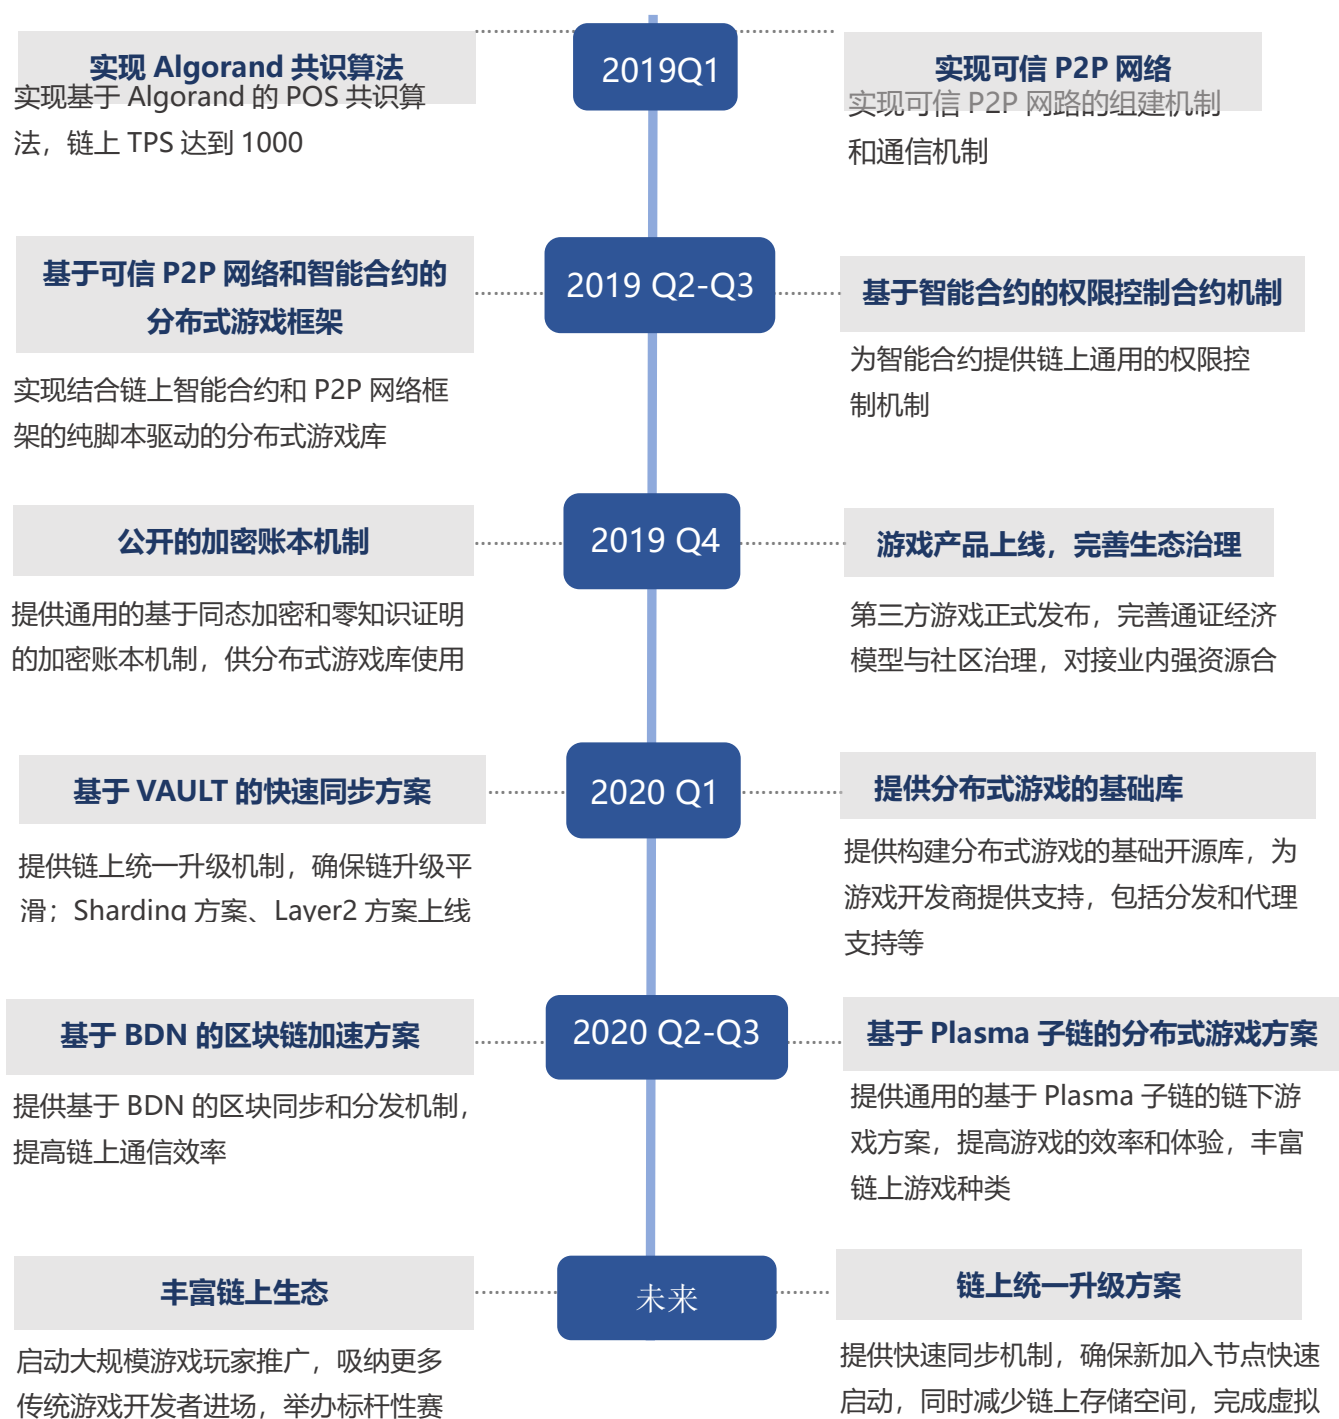 2019Q1
实现 Algorand 共识算法
实现基于 Algorand 的 POS 共识算
法，链上 TPS 达到 1000
实现可信 P2P 网络
实现可信 P2P 网路的组建机制
和通信机制
2019 Q2-Q3
基于可信 P2P 网络和智能合约的
分布式游戏框架
实现结合链上智能合约和 P2P 网络框
架的纯脚本驱动的分布式游戏库
基于智能合约的权限控制合约机制
为智能合约提供链上通用的权限控
制机制
2019 Q4
公开的加密账本机制
提供通用的基于同态加密和零知识证明
的加密账本机制，供分布式游戏库使用
游戏产品上线，完善生态治理
第三方游戏正式发布，完善通证经济
模型与社区治理，对接业内强资源合
2020 Q1
基于 VAULT 的快速同步方案
提供链上统一升级机制，确保链升级平
滑；Sharding 方案、Layer2 方案上线
提供分布式游戏的基础库
提供构建分布式游戏的基础开源库，为
游戏开发商提供支持，包括分发和代理
支持等
2020 Q2-Q3
基于 BDN 的区块链加速方案
提供基于 BDN 的区块同步和分发机制，
提高链上通信效率
基于 Plasma 子链的分布式游戏方案
提供通用的基于 Plasma 子链的链下游
戏方案，提高游戏的效率和体验，丰富
链上游戏种类
未来
丰富链上生态
启动大规模游戏玩家推广，吸纳更多
传统游戏开发者进场，举办标杆性赛
链上统一升级方案
提供快速同步机制，确保新加入节点快速
启动，同时减少链上存储空间，完成虚拟